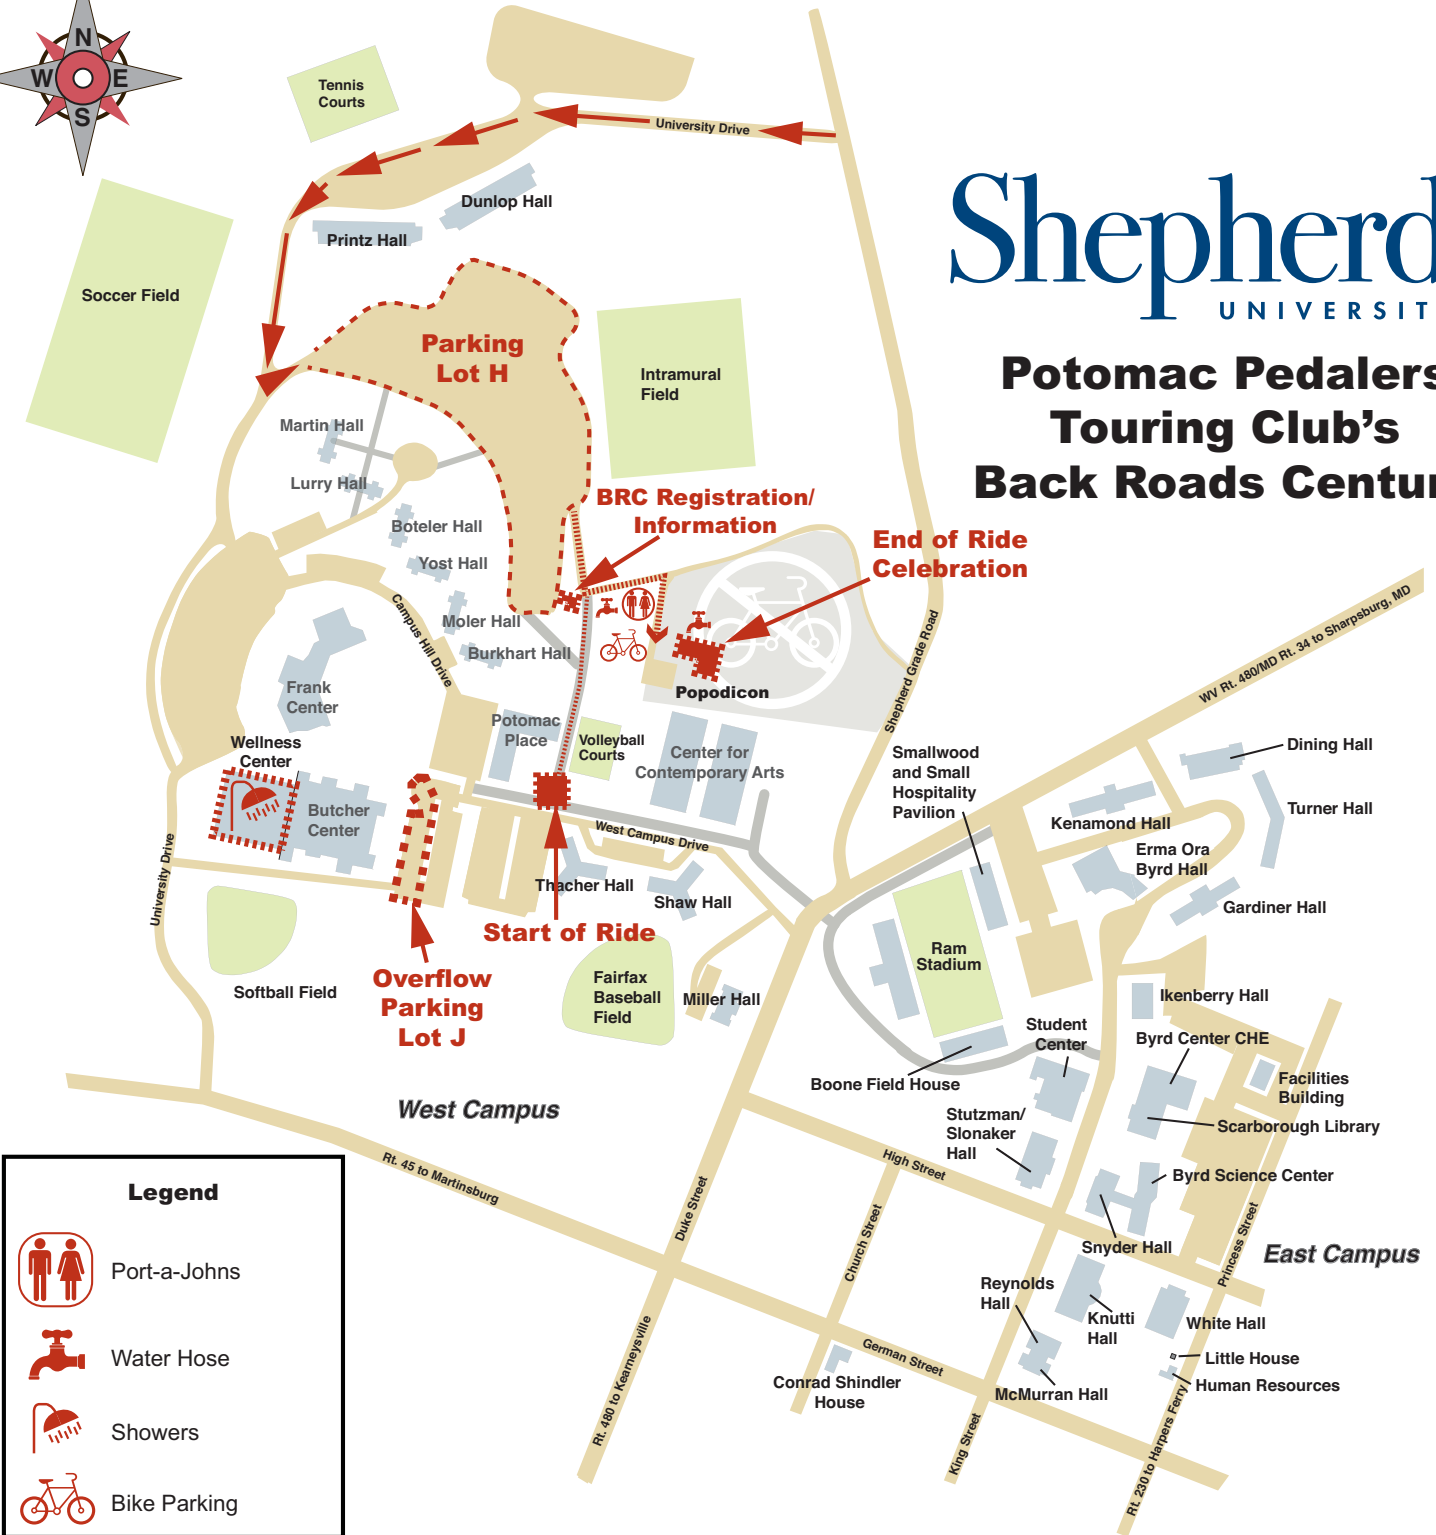 N
W E
S
Tennis
Courts
University Drive
Dunlop Hall
Printz Hall
Soccer Field
Shepherd
UNIVERSIT
Potomac Pedalers
Touring Club's
Back Roads Centur
Parking
Lot H
Intramural
Field
Martin Hall
Lurry Hall
Boteler Hall
Yost Hall
Moler Hall
Burkhart Hall
Campus Hill Drive
BRC Registration/
Information
End of Ride
Celebration
Popodicon
Shepherd Grade Road
WV Rt. 480/MD Rt. 34 to Sharpsburg, MD
Frank
Center
Potomac
Place
Volleyball
Courts
Center for
Contemporary Arts
Wellness
Center
Butcher
Center
West Campus Drive
University Drive
Thacher Hall
Shaw Hall
Start of Ride
Overflow
Parking
Lot J
Softball Field
Fairfax
Baseball
Field
Miller Hall
Smallwood
and Small
Hospitality
Pavilion
Dining Hall
Turner Hall
Kenamond Hall
Erma Ora
Byrd Hall
Gardiner Hall
Ram
Stadium
Ikenberry Hall
Student
Center
Byrd Center CHE
Boone Field House
Facilities
Building
Stutzman/
Slonaker
Hall
Scarborough Library
Byrd Science Center
Snyder Hall
West Campus
East Campus
Rt. 45 to Martinsburg
High Street
Duke Street
Church Street
Princess Street
Reynolds
Hall
Knutti
Hall
White Hall
Little House
Human Resources
German Street
Conrad Shindler
House
McMurran Hall
Rt. 480 to Kearneysville
King Street
Rt. 230 to Harpers Ferry
Legend
Port-a-Johns
Water Hose
Showers
Bike Parking